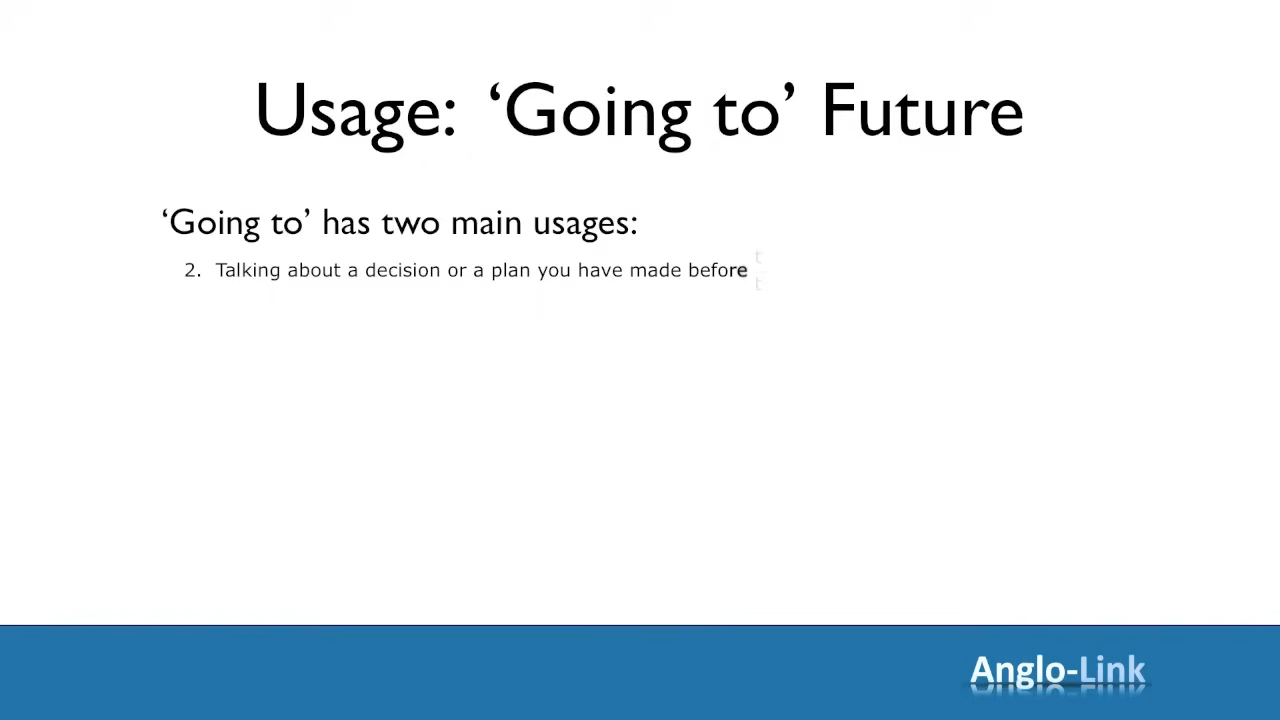 Usage: ‘Going to’ Future
‘Going to’ has two main usages:
2. Talking about a decision or a plan you have made before
Anglo-Link